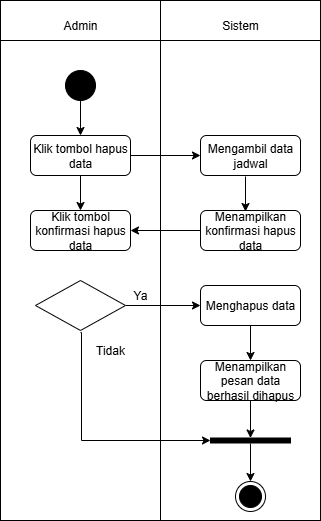 Admin
Sistem
Klik tombol hapus
data
Mengambil data
jadwal
Klik tombol
konfirmasi hapus
data
Menampilkan
konfirmasi hapus
data
Ya
Menghapus data
Tidak
Menampilkan
pesan data
berhasil dihapus